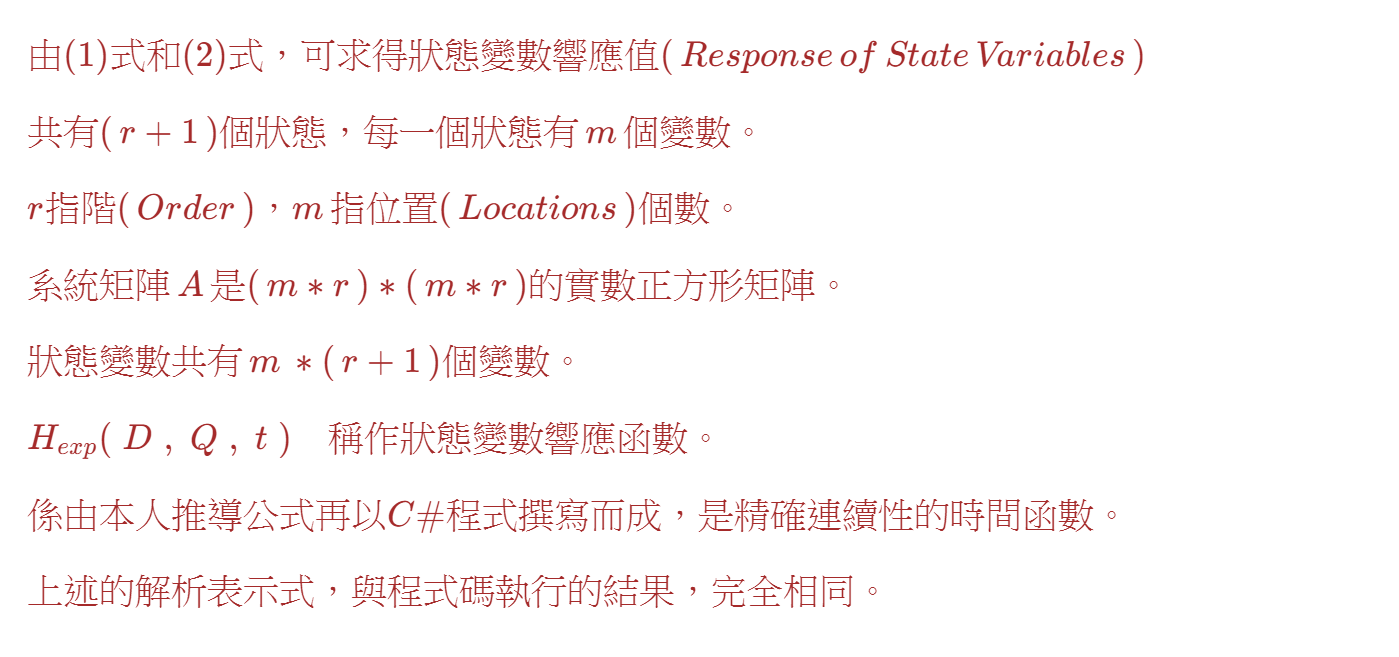 由(1)式和(2)式，可求得狀態變數響應值( Response of State Variables )
共有( r + 1 )個狀態，每一個狀態有 m 個變數。
r指階( Order )，m 指位置( Locations )個數。
系統矩陣 A 是( m * r ) * ( m * r )的實數正方形矩陣。
狀態變數共有 m * ( r + 1 )個變數。
H_{exp}( D , Q , t ) 稱作狀態變數響應函數。
係由本人推導公式再以C#程式撰寫而成，是精確連續性的時間函數。
上述的解析表示式，與程式碼執行的結果，完全相同。